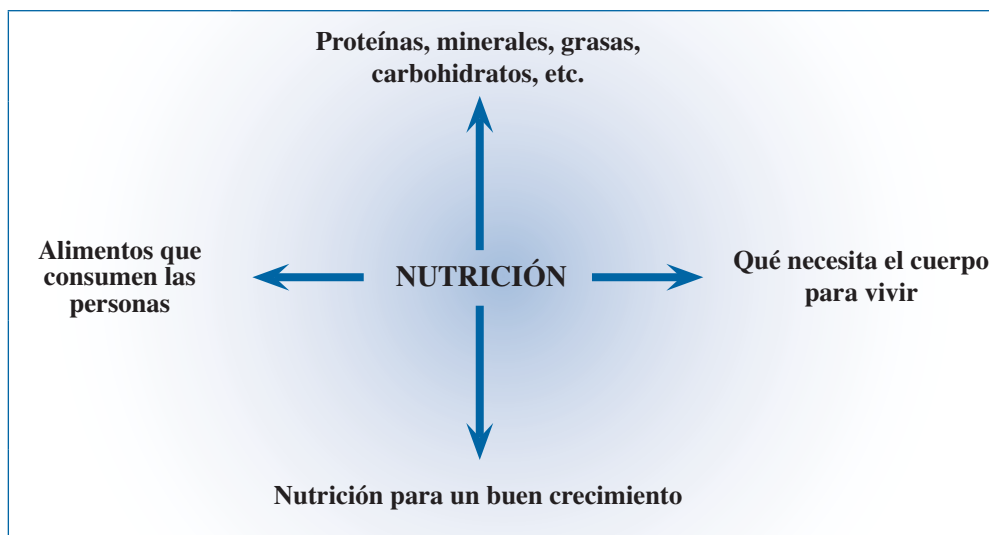 Proteínas, minerales, grasas,
carbohidratos, etc.
Alimentos que
consumen las
personas
NUTRICIÓN
Qué necesita el cuerpo
para vivir
Nutrición para un buen crecimiento